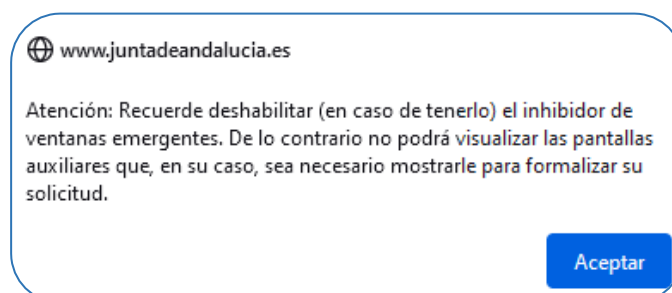 www.juntadeandalucia.es
Atención: Recuerde deshabilitar (en caso de tenerlo) el inhibidor de
ventanas emergentes. De lo contrario no podrá visualizar las pantallas
auxiliares que, en su caso, sea necesario mostrarle para formalizar su
solicitud.
Aceptar